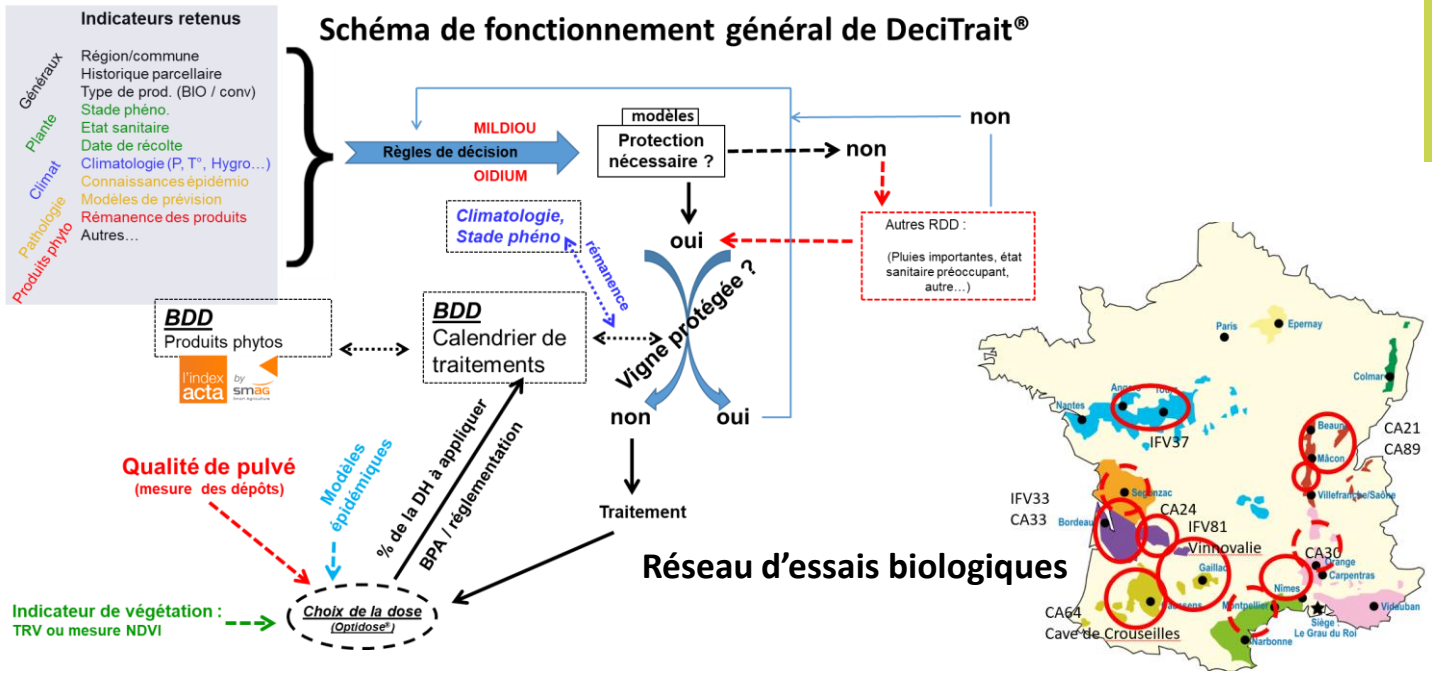 Schéma de fonctionnement général de DeciTrait®
Indicateurs retenus
Généraux
Plante
Climat
Pathologie
Produits phyto
Région/commune
Historique parcellaire
Type de prod. (BIO / conv)
Stade phéno.
Etat sanitaire
Date de récolte
Climatologie (P, T°, Hygro…)
Connaissances épidémio
Modèles de prévision
Rémanence des produits
Autres…
MILDIOU
Règles de décision
OIDIUM
modèles
Protection
nécessaire ?
non
non
Autres RDD :
(Pluies importantes, état
sanitaire préoccupant,
autre…)
oui
Climatologie,
Stade phéno
rémanence
Vigne protégée ?
BDD
Produits phytos
l'index
acta
by
smag
BDD
Calendrier de
traitements
non
oui
Traitement
Qualité de pulvé
(mesure des dépôts)
Modèles
épidémiques
% de la DH à appliquer
BPA / réglementation
Indicateur de végétation :
TRV ou mesure NDVI
Choix de la dose
(Optidose®)
Réseau d'essais biologiques
Paris
Epernay
Colmar
Nantes
Angers
Tours
IFV37
Beaune
CA21
CA89
Mâcon
Villefranche/Saône
Segonzac
IFV33
CA33
Bordeaux
CA24
IFV81
Vinnovalie
Gaillac
CA30
Orange
Carpentras
Nîmes
Montpellier
Vidauban
Siège :
Le Grau du Roi
Narbonne
CA64
Cave de Crouseilles